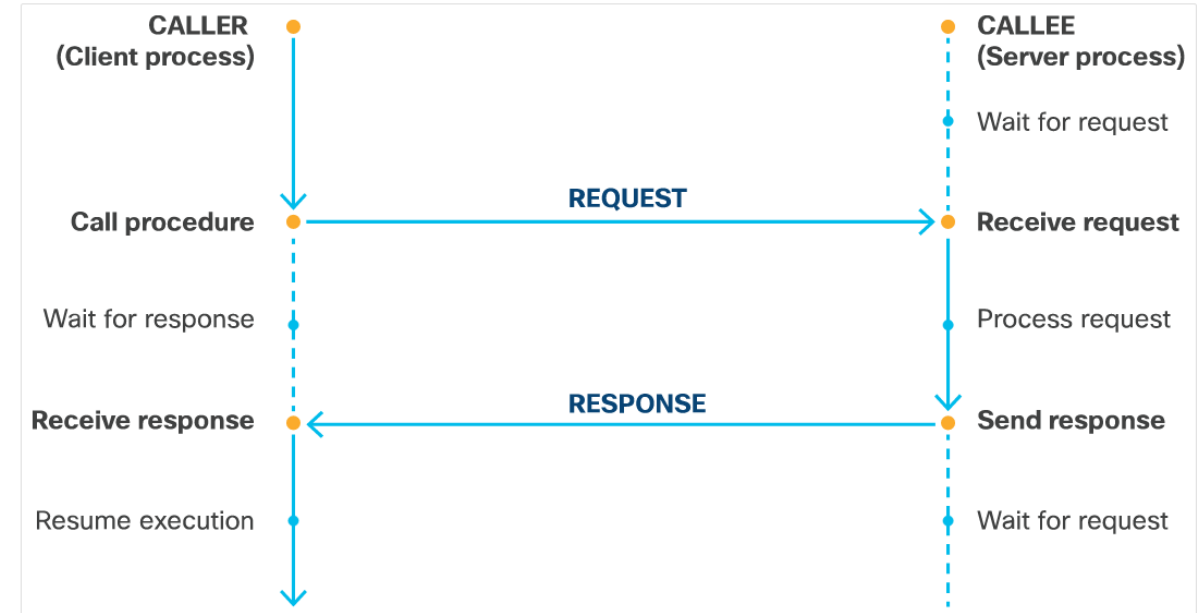 CALLER
(Client process)
CALLEE
(Server process)
Wait for request
REQUEST
Call procedure
Receive request
Wait for response
Process request
RESPONSE
Receive response
Send response
Resume execution
Wait for request